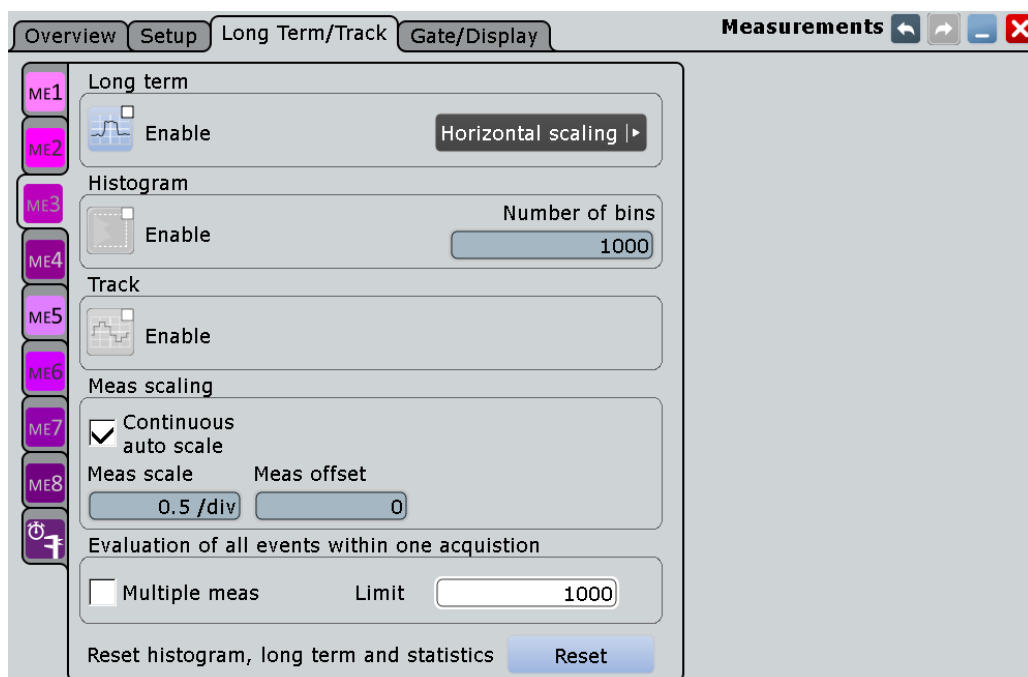 Overview Setup Long Term/Track Gate/Display Measurements
ME1
ME2
ME3
ME4
ME5
ME6
ME7
ME8
Long term
Enable Horizontal scaling
Histogram
Enable
Number of bins
1000
Track
Enable
Meas scaling
Continuous
auto scale
Meas scale Meas offset
0.5 /div 0
Evaluation of all events within one acquistion
Multiple meas Limit 1000
Reset histogram, long term and statistics Reset